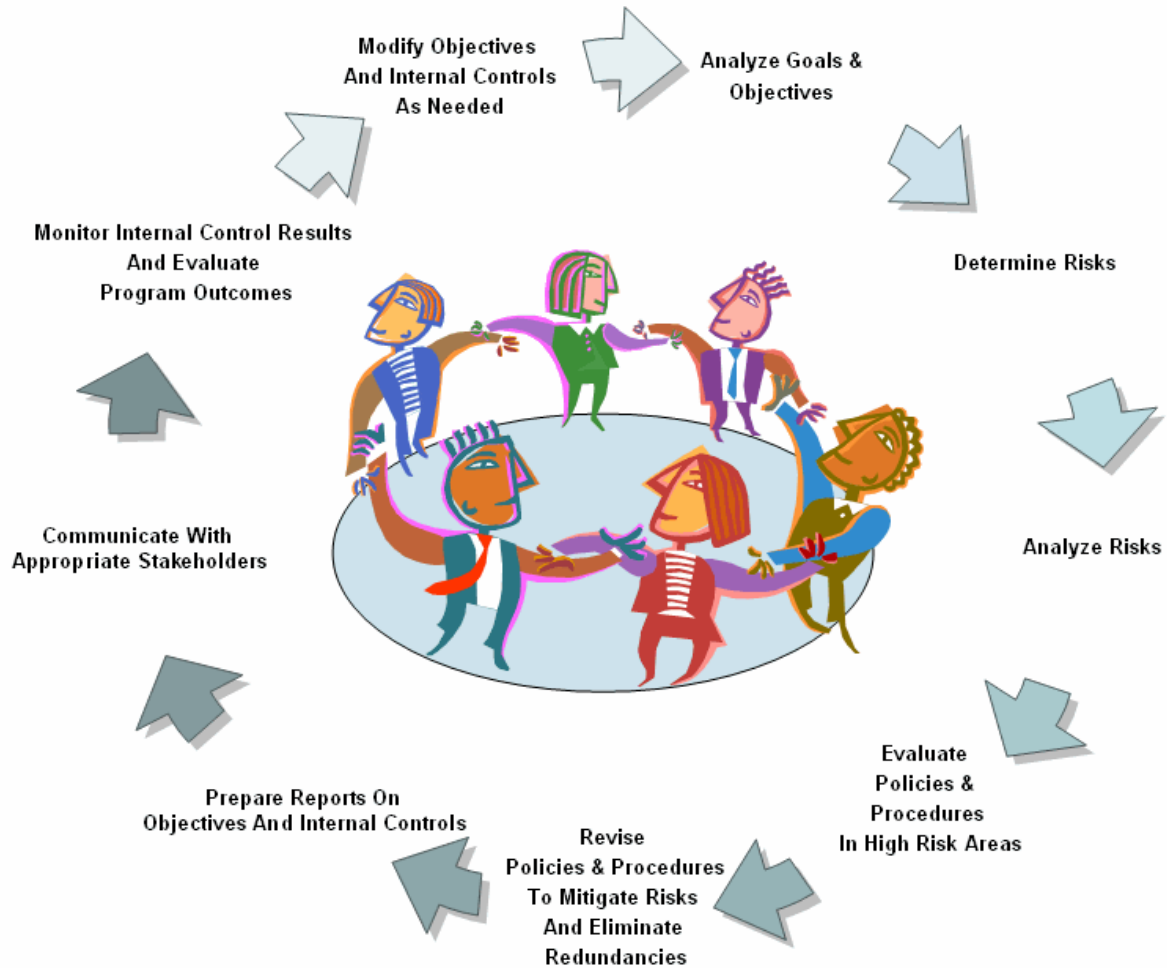 Modify Objectives
And Internal Controls
As Needed
Analyze Goals &
Objectives
Determine Risks
Analyze Risks
Evaluate
Policies &
Procedures
In High Risk Areas
Revise
Policies & Procedures
To Mitigate Risks
And Eliminate
Redundancies
Prepare Reports On
Objectives And Internal Controls
Communicate With
Appropriate Stakeholders
Monitor Internal Control Results
And Evaluate
Program Outcomes